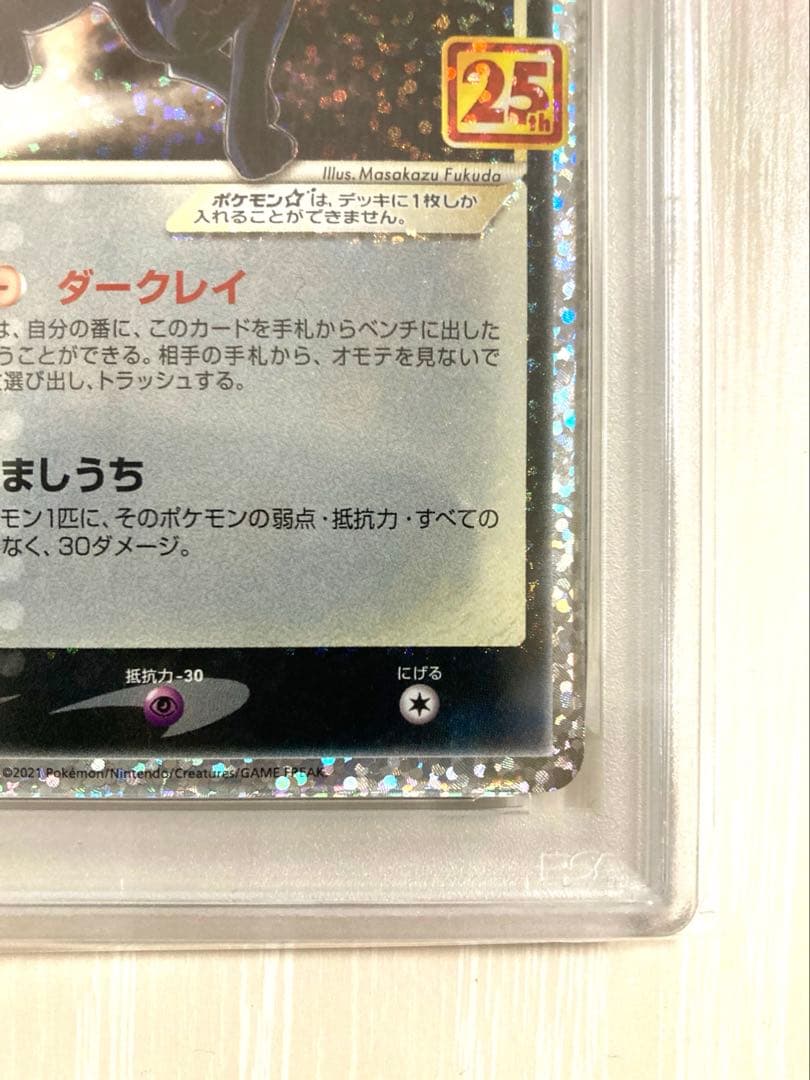 25th
Illus. Masakazu Fukuda
ポケモン☆は、デッキに1枚しか
入れることができません。
ダークレイ
は、自分の番に、このカードを手札からベンチに出した
うことができる。相手の手札から、オモテを見ないで
選び出し、トラッシュする。
ましうち
モン1匹に、そのポケモンの弱点・抵抗力・すべての
なく、30ダメージ。
抵抗力 -30
にげる
©2021 Pokémon/Nintendo/Creatures/GAME FREAK.
PSA